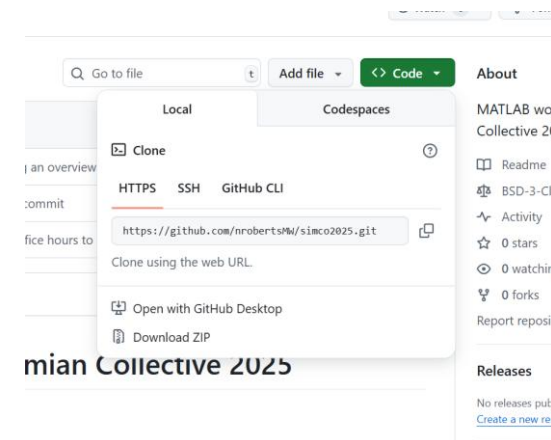 Go to file
t
Add file
<> Code
About
Local
Codespaces
MATLAB wo
Collective 2
Clone
HTTPS SSH GitHub CLI
https://github.com/nrobertsMW/simco2025.git
Clone using the web URL.
Open with GitHub Desktop
Download ZIP
an overview
commit
fice hours to
mian Collective 2025
Readme
BSD-3-Cl
Activity
0 stars
0 watchin
0 forks
Report reposi
Releases
No releases pub
Create a new re